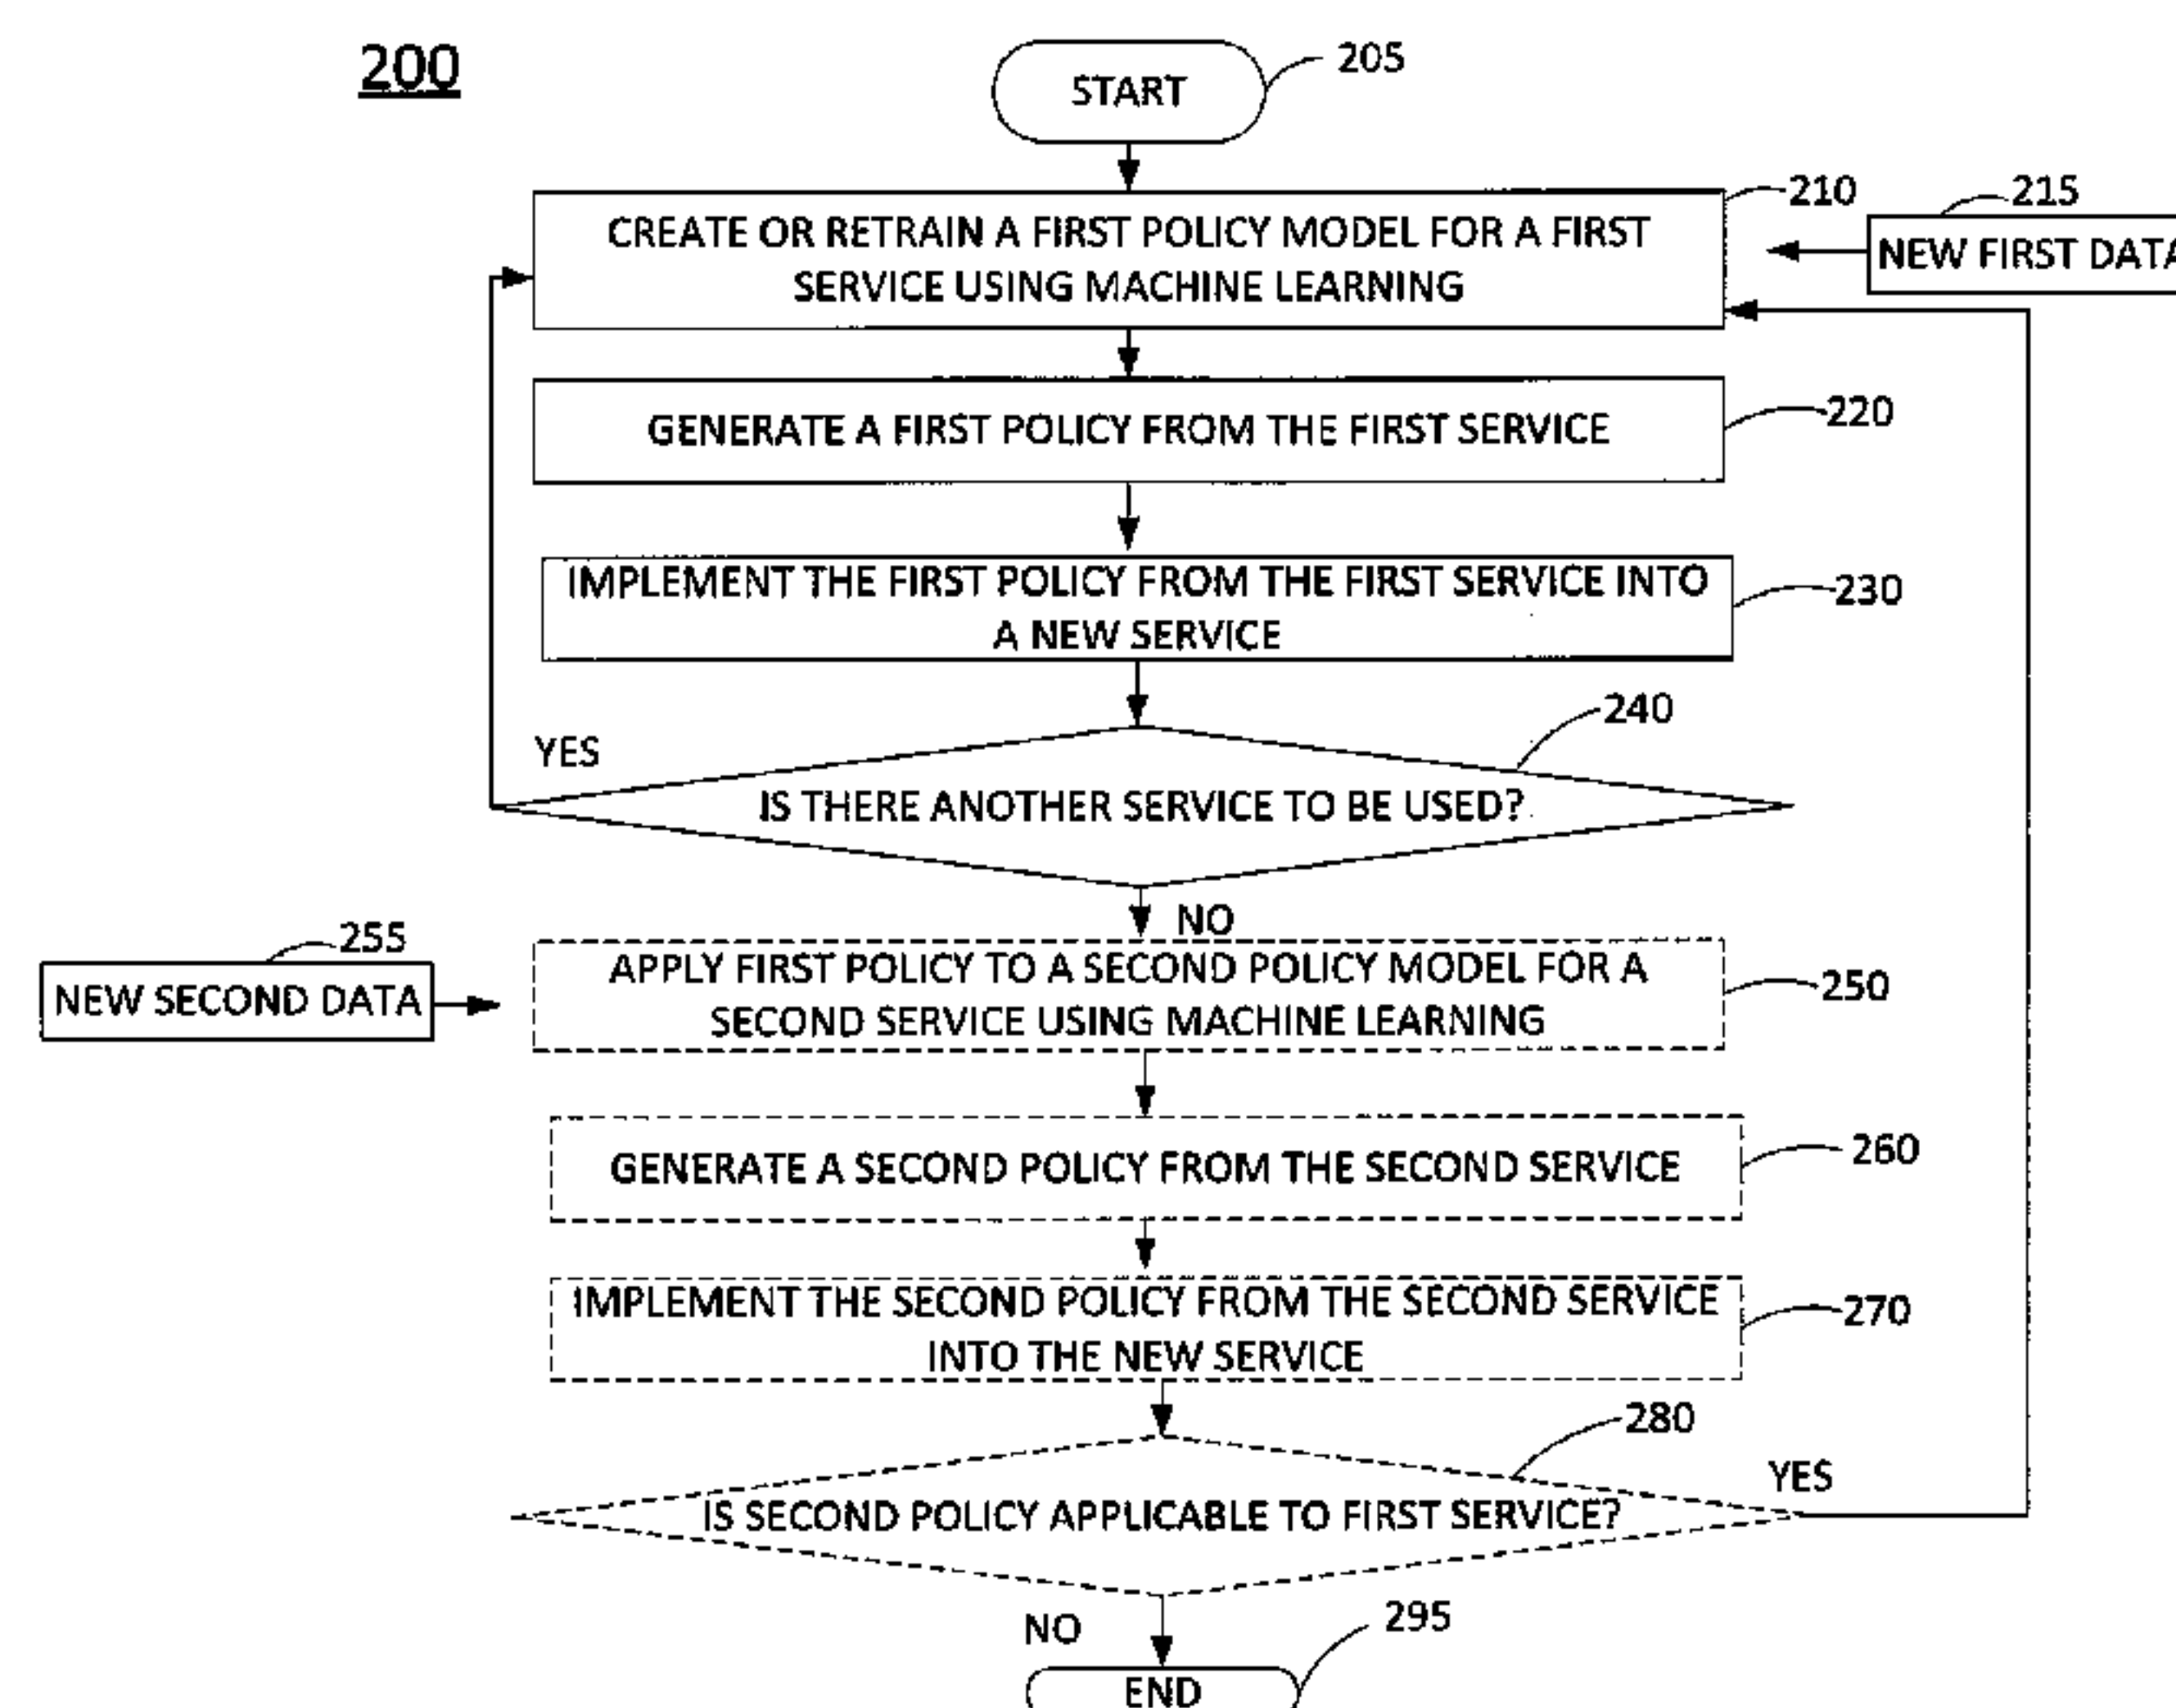 200
START
205
210
215
CREATE OR RETRAIN A FIRST POLICY MODEL FOR A FIRST
SERVICE USING MACHINE LEARNING
NEW FIRST DATA
GENERATE A FIRST POLICY FROM THE FIRST SERVICE
220
IMPLEMENT THE FIRST POLICY FROM THE FIRST SERVICE INTO
A NEW SERVICE
230
240
YES
IS THERE ANOTHER SERVICE TO BE USED?
NO
255
NEW SECOND DATA
APPLY FIRST POLICY TO A SECOND POLICY MODEL FOR A
SECOND SERVICE USING MACHINE LEARNING
250
GENERATE A SECOND POLICY FROM THE SECOND SERVICE
260
IMPLEMENT THE SECOND POLICY FROM THE SECOND SERVICE
INTO THE NEW SERVICE
270
280
YES
IS SECOND POLICY APPLICABLE TO FIRST SERVICE?
NO
295
END